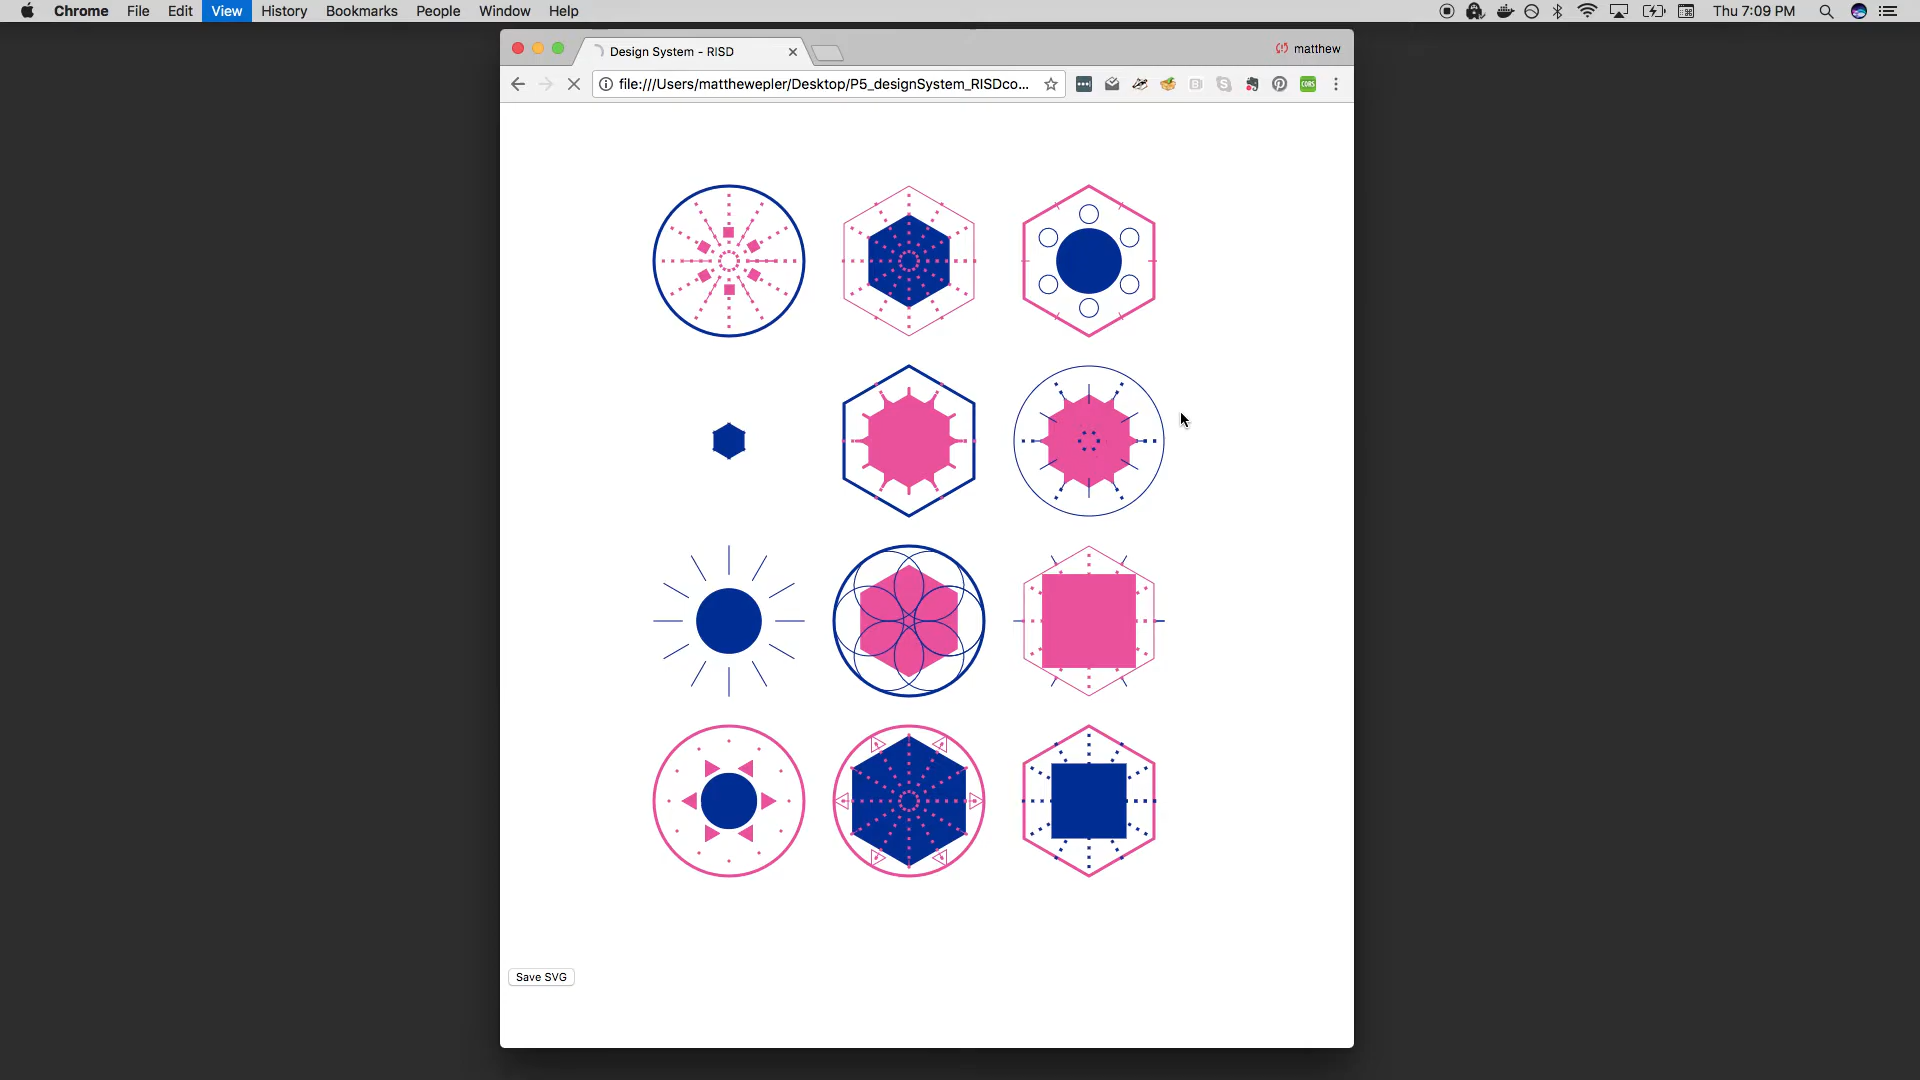 Chrome File Edit View History Bookmarks People Window Help Thu 7:09 PM
Design System - RISD matthew
file:///Users/matthewepler/Desktop/P5_designSystem_RISDco... CORS
Save SVG